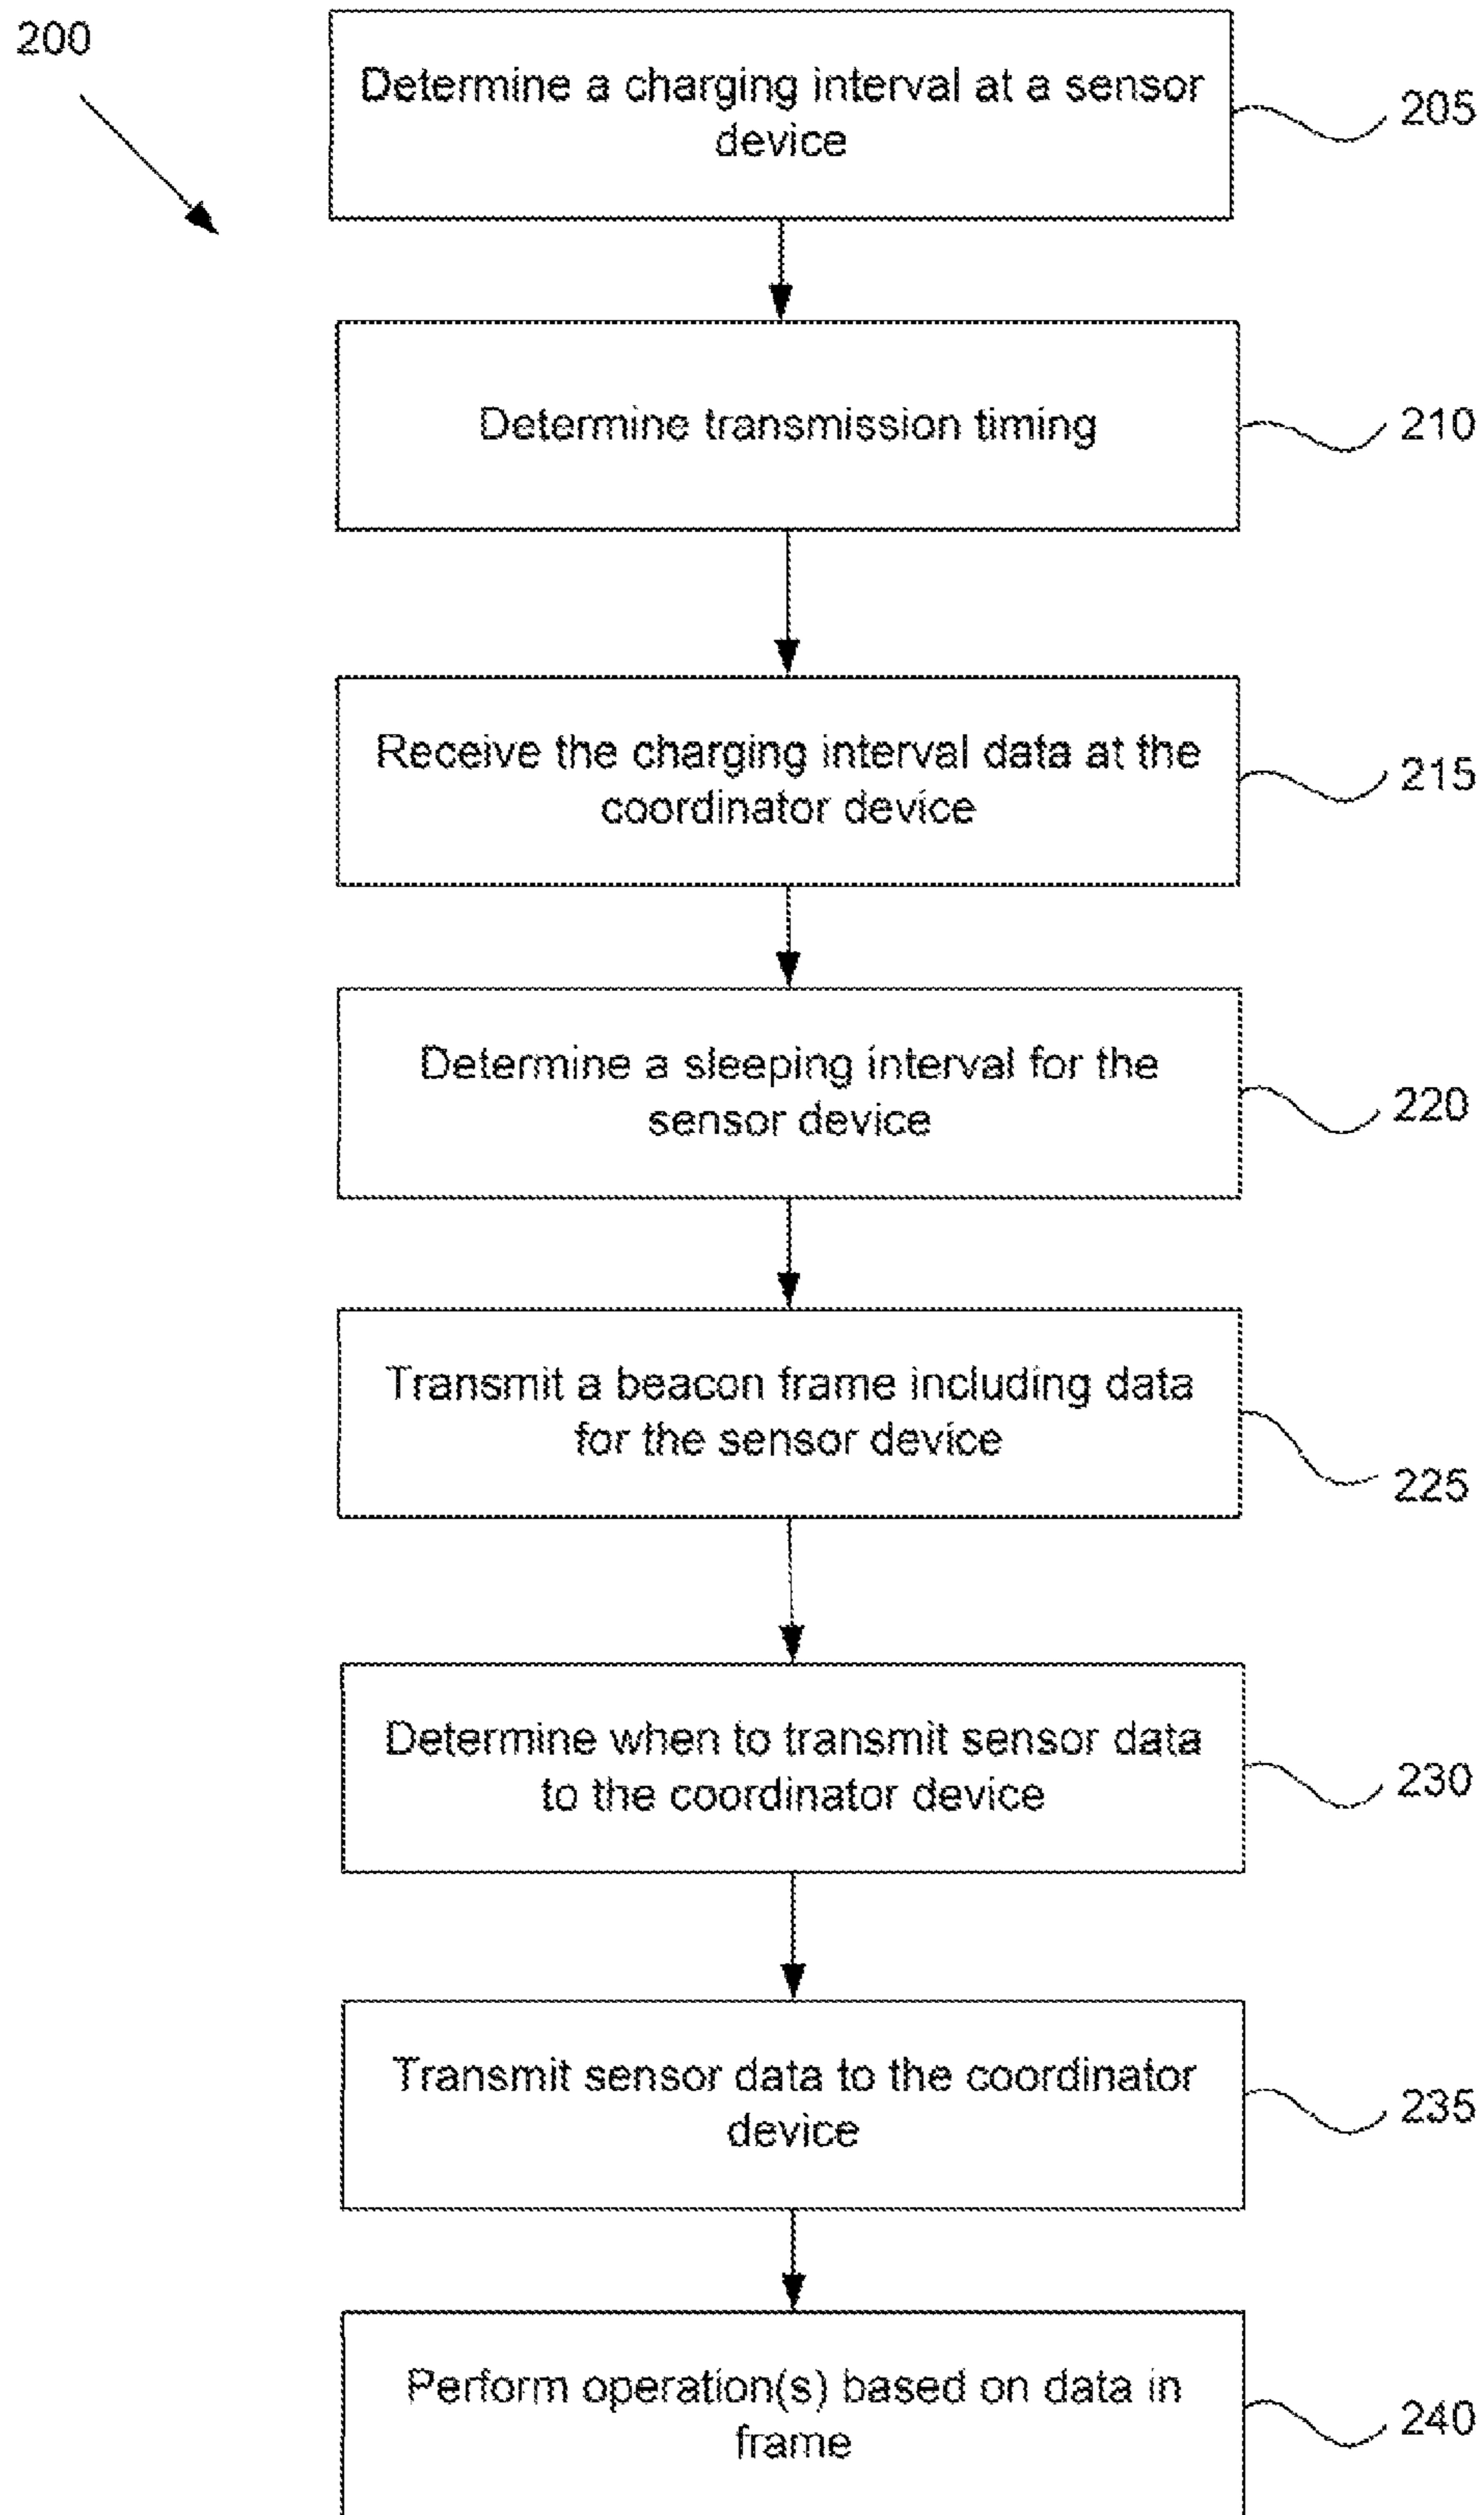 200
Determine a charging interval at a sensor
device
205
Determine transmission timing
210
Receive the charging interval data at the
coordinator device
215
Determine a sleeping interval for the
sensor device
220
Transmit a beacon frame including data
for the sensor device
225
Determine when to transmit sensor data
to the coordinator device
230
Transmit sensor data to the coordinator
device
235
Perform operation(s) based on data in
frame
240